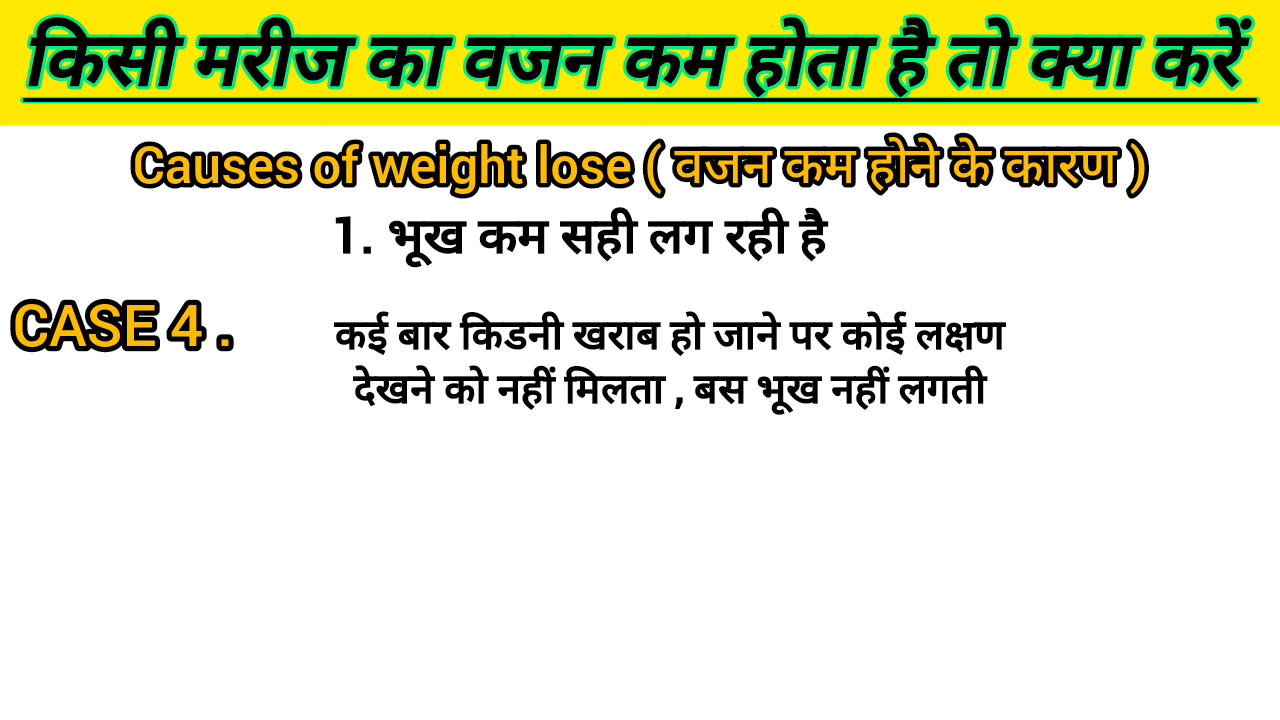 किसी मरीज का वजन कम होता है तो क्या करें
Causes of weight lose ( वजन कम होने के कारण )
1. भूख कम सही लग रही है
CASE 4 .
कई बार किडनी खराब हो जाने पर कोई लक्षण
देखने को नहीं मिलता , बस भूख नहीं लगती